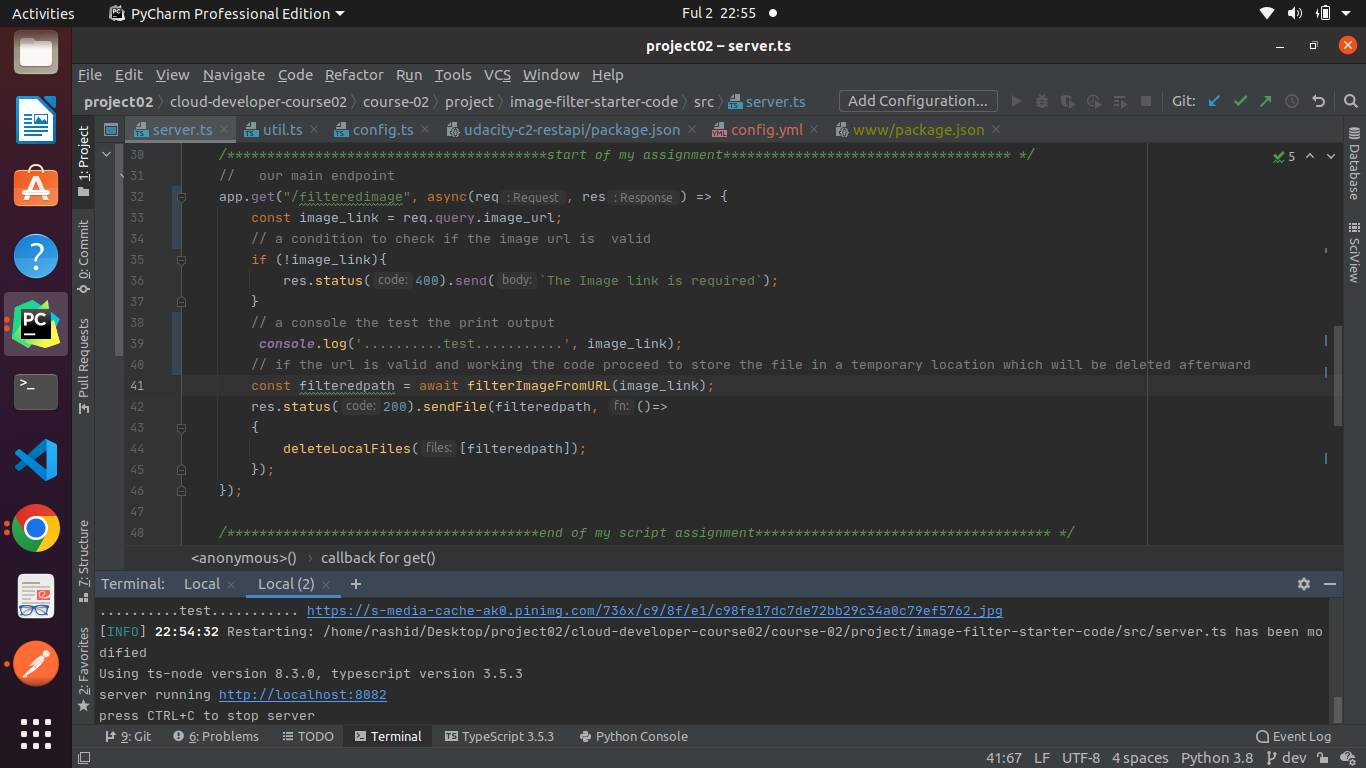 Activities PyCharm Professional Edition Ful 2 22:55
project02 – server.ts
File Edit View Navigate Code Refactor Run Tools VCS Window Help
project02 cloud-developer-course02 course-02 project image-filter-starter-code src server.ts Add Configuration... Git:
server.ts util.ts config.ts udacity-c2-restapi/package.json config.yml www/package.json
1: Project
0: Commit
Pull Requests
7: Structure
2: Favorites
Database
SciView
5
30 /****************************************start of my assignment************************************ */
31 // our main endpoint
32 app.get("/filteredimage", async(req : Request , res : Response ) => {
33 const image_link = req.query.image_url;
34 // a condition to check if the image url is  valid
35 if (!image_link){
36 res.status( code: 400).send( body: `The Image link is required`);
37 }
38 // a console the test the print output
39 console.log('..........test...........', image_link);
40 // if the url is valid and working the code proceed to store the file in a temporary location which will be deleted afterward
41 const filteredpath = await filterImageFromURL(image_link);
42 res.status( code: 200).sendFile(filteredpath, fn: ()=>
43 {
44 deleteLocalFiles( files: [filteredpath]);
45 });
46 });
47
48 /***************************************end of my script assignment************************************* */
<anonymous>() › callback for get()
Terminal: Local Local (2) +
..........test........... https://s-media-cache-ak0.pinimg.com/736x/c9/8f/e1/c98fe17dc7de72bb29c34a0c79ef5762.jpg
[INFO] 22:54:32 Restarting: /home/rashid/Desktop/project02/cloud-developer-course02/course-02/project/image-filter-starter-code/src/server.ts has been mo
dified
Using ts-node version 8.3.0, typescript version 3.5.3
server running http://localhost:8082
press CTRL+C to stop server
9: Git 6: Problems TODO Terminal TypeScript 3.5.3 Python Console Event Log
41:67 LF UTF-8 4 spaces Python 3.8 dev